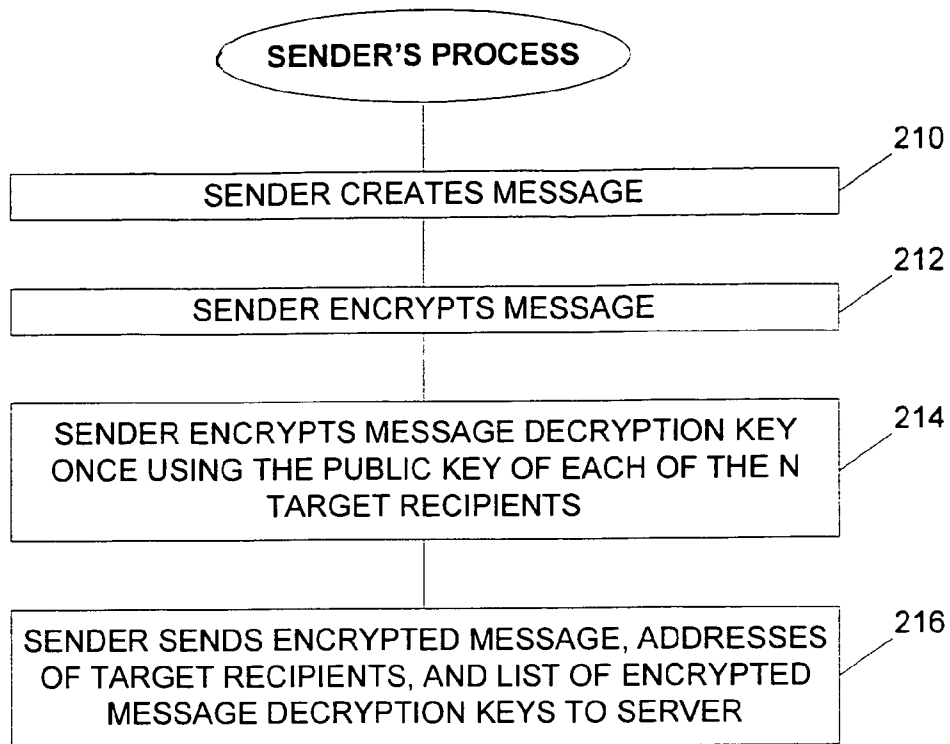 SENDER'S PROCESS
210
SENDER CREATES MESSAGE
212
SENDER ENCRYPTS MESSAGE
214
SENDER ENCRYPTS MESSAGE DECRYPTION KEY
ONCE USING THE PUBLIC KEY OF EACH OF THE N
TARGET RECIPIENTS
216
SENDER SENDS ENCRYPTED MESSAGE, ADDRESSES
OF TARGET RECIPIENTS, AND LIST OF ENCRYPTED
MESSAGE DECRYPTION KEYS TO SERVER